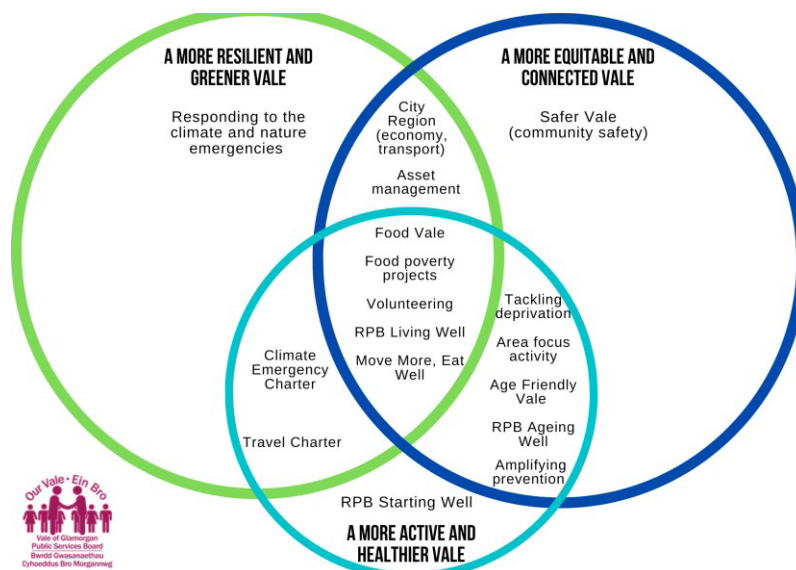 A MORE RESILIENT AND
GREENER VALE
Responding to the
climate and nature
emergencies
A MORE EQUITABLE AND
CONNECTED VALE
Safer Vale
(community safety)
City
Region
(economy,
transport)
Asset
management
Food Vale
Food poverty
projects
Volunteering
RPB Living Well
Move More, Eat
Well
Tackling
deprivation
Area focus
activity
Age Friendly
Vale
RPB Ageing
Well
Amplifying
prevention
Climate
Emergency
Charter
Travel Charter
RPB Starting Well
A MORE ACTIVE AND
HEALTHIER VALE
Our Vale • Ein Bro
Vale of Glamorgan
Public Services Board
Bwrdd Gwasanaethau
Cyhoeddus Bro Morgannwg